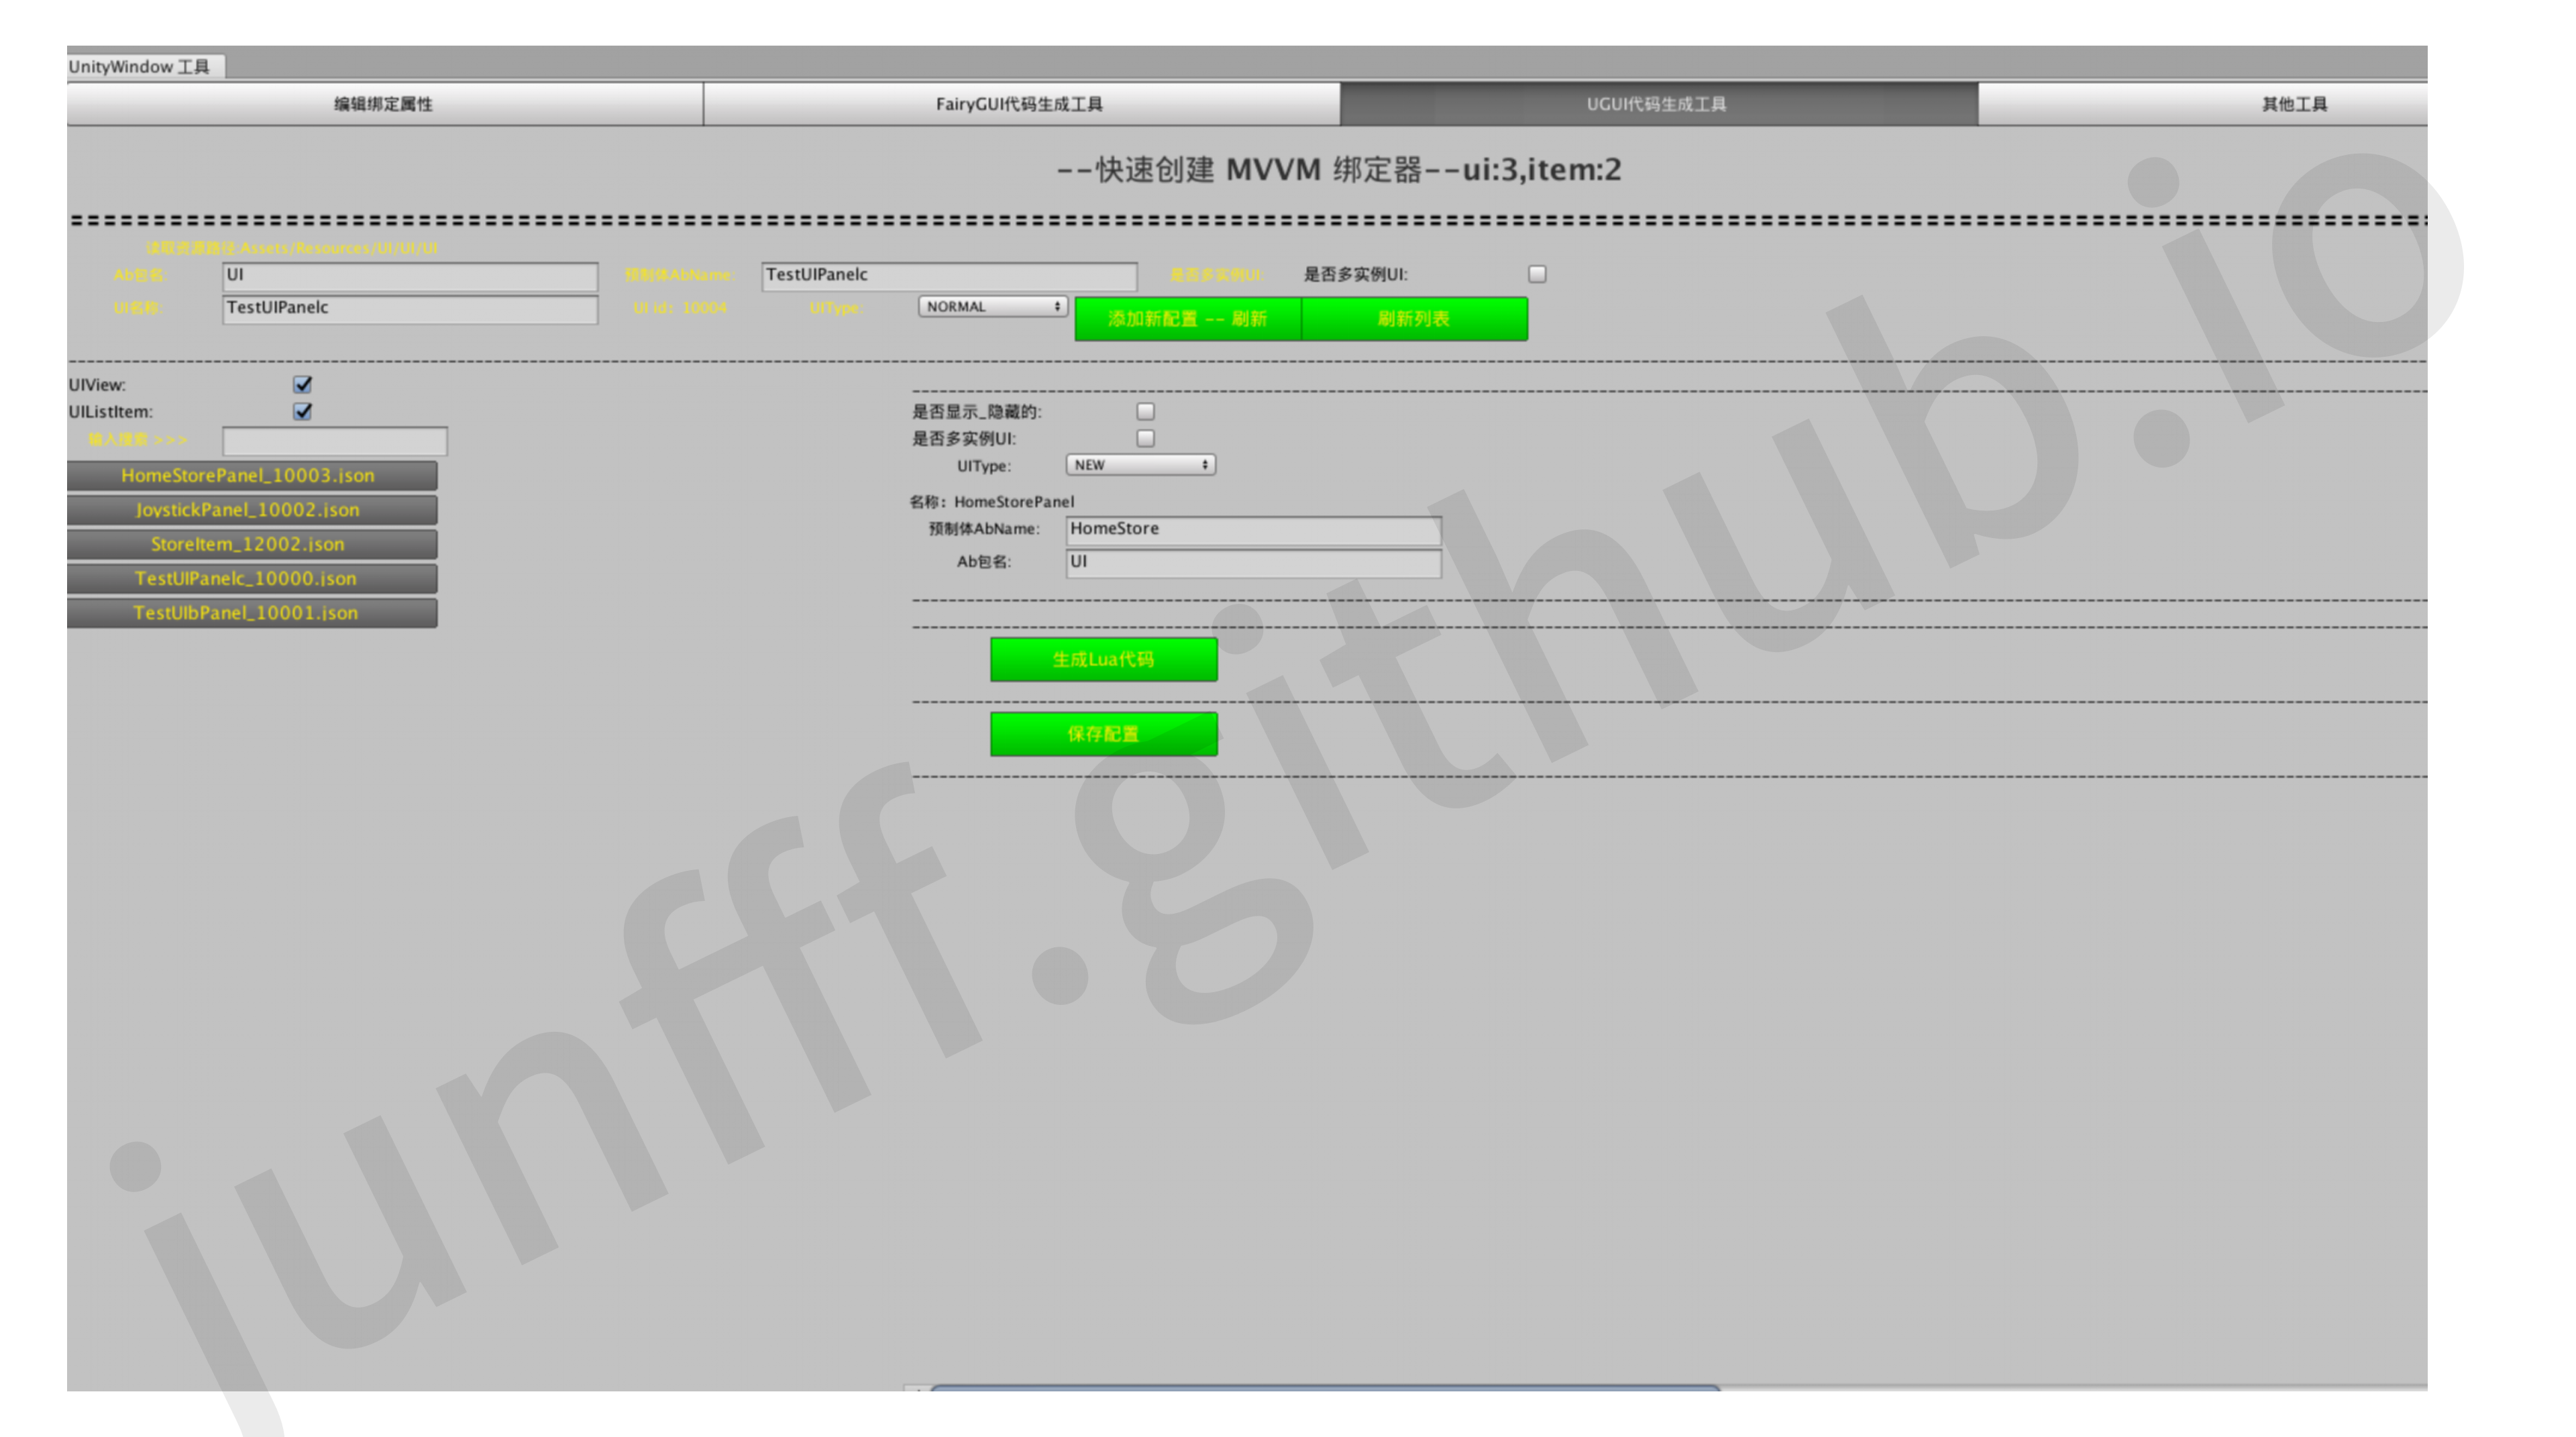 UnityWindow 工具
编辑绑定属性 FairyGUI代码生成工具 UGUI代码生成工具 其他工具
--快速创建 MVVM 绑定器--ui:3,item:2
读取资源路径:Assets/Resources/UI/UI/UI
Ab包名: UI 预制体AbName: TestUIPanelc 是否多实例UI: 是否多实例UI:
UI名称: TestUIPanelc UI id: 10004 UIType: NORMAL 添加新配置 -- 刷新 刷新列表
UIView:
UIListItem:
输入搜索 >>>
HomeStorePanel_10003.json
JoystickPanel_10002.json
StoreItem_12002.json
TestUIPanelc_10000.json
TestUIbPanel_10001.json
是否显示_隐藏的:
是否多实例UI:
UIType: NEW
名称: HomeStorePanel
预制体AbName: HomeStore
Ab包名: UI
生成Lua代码
保存配置
junfff.github.io